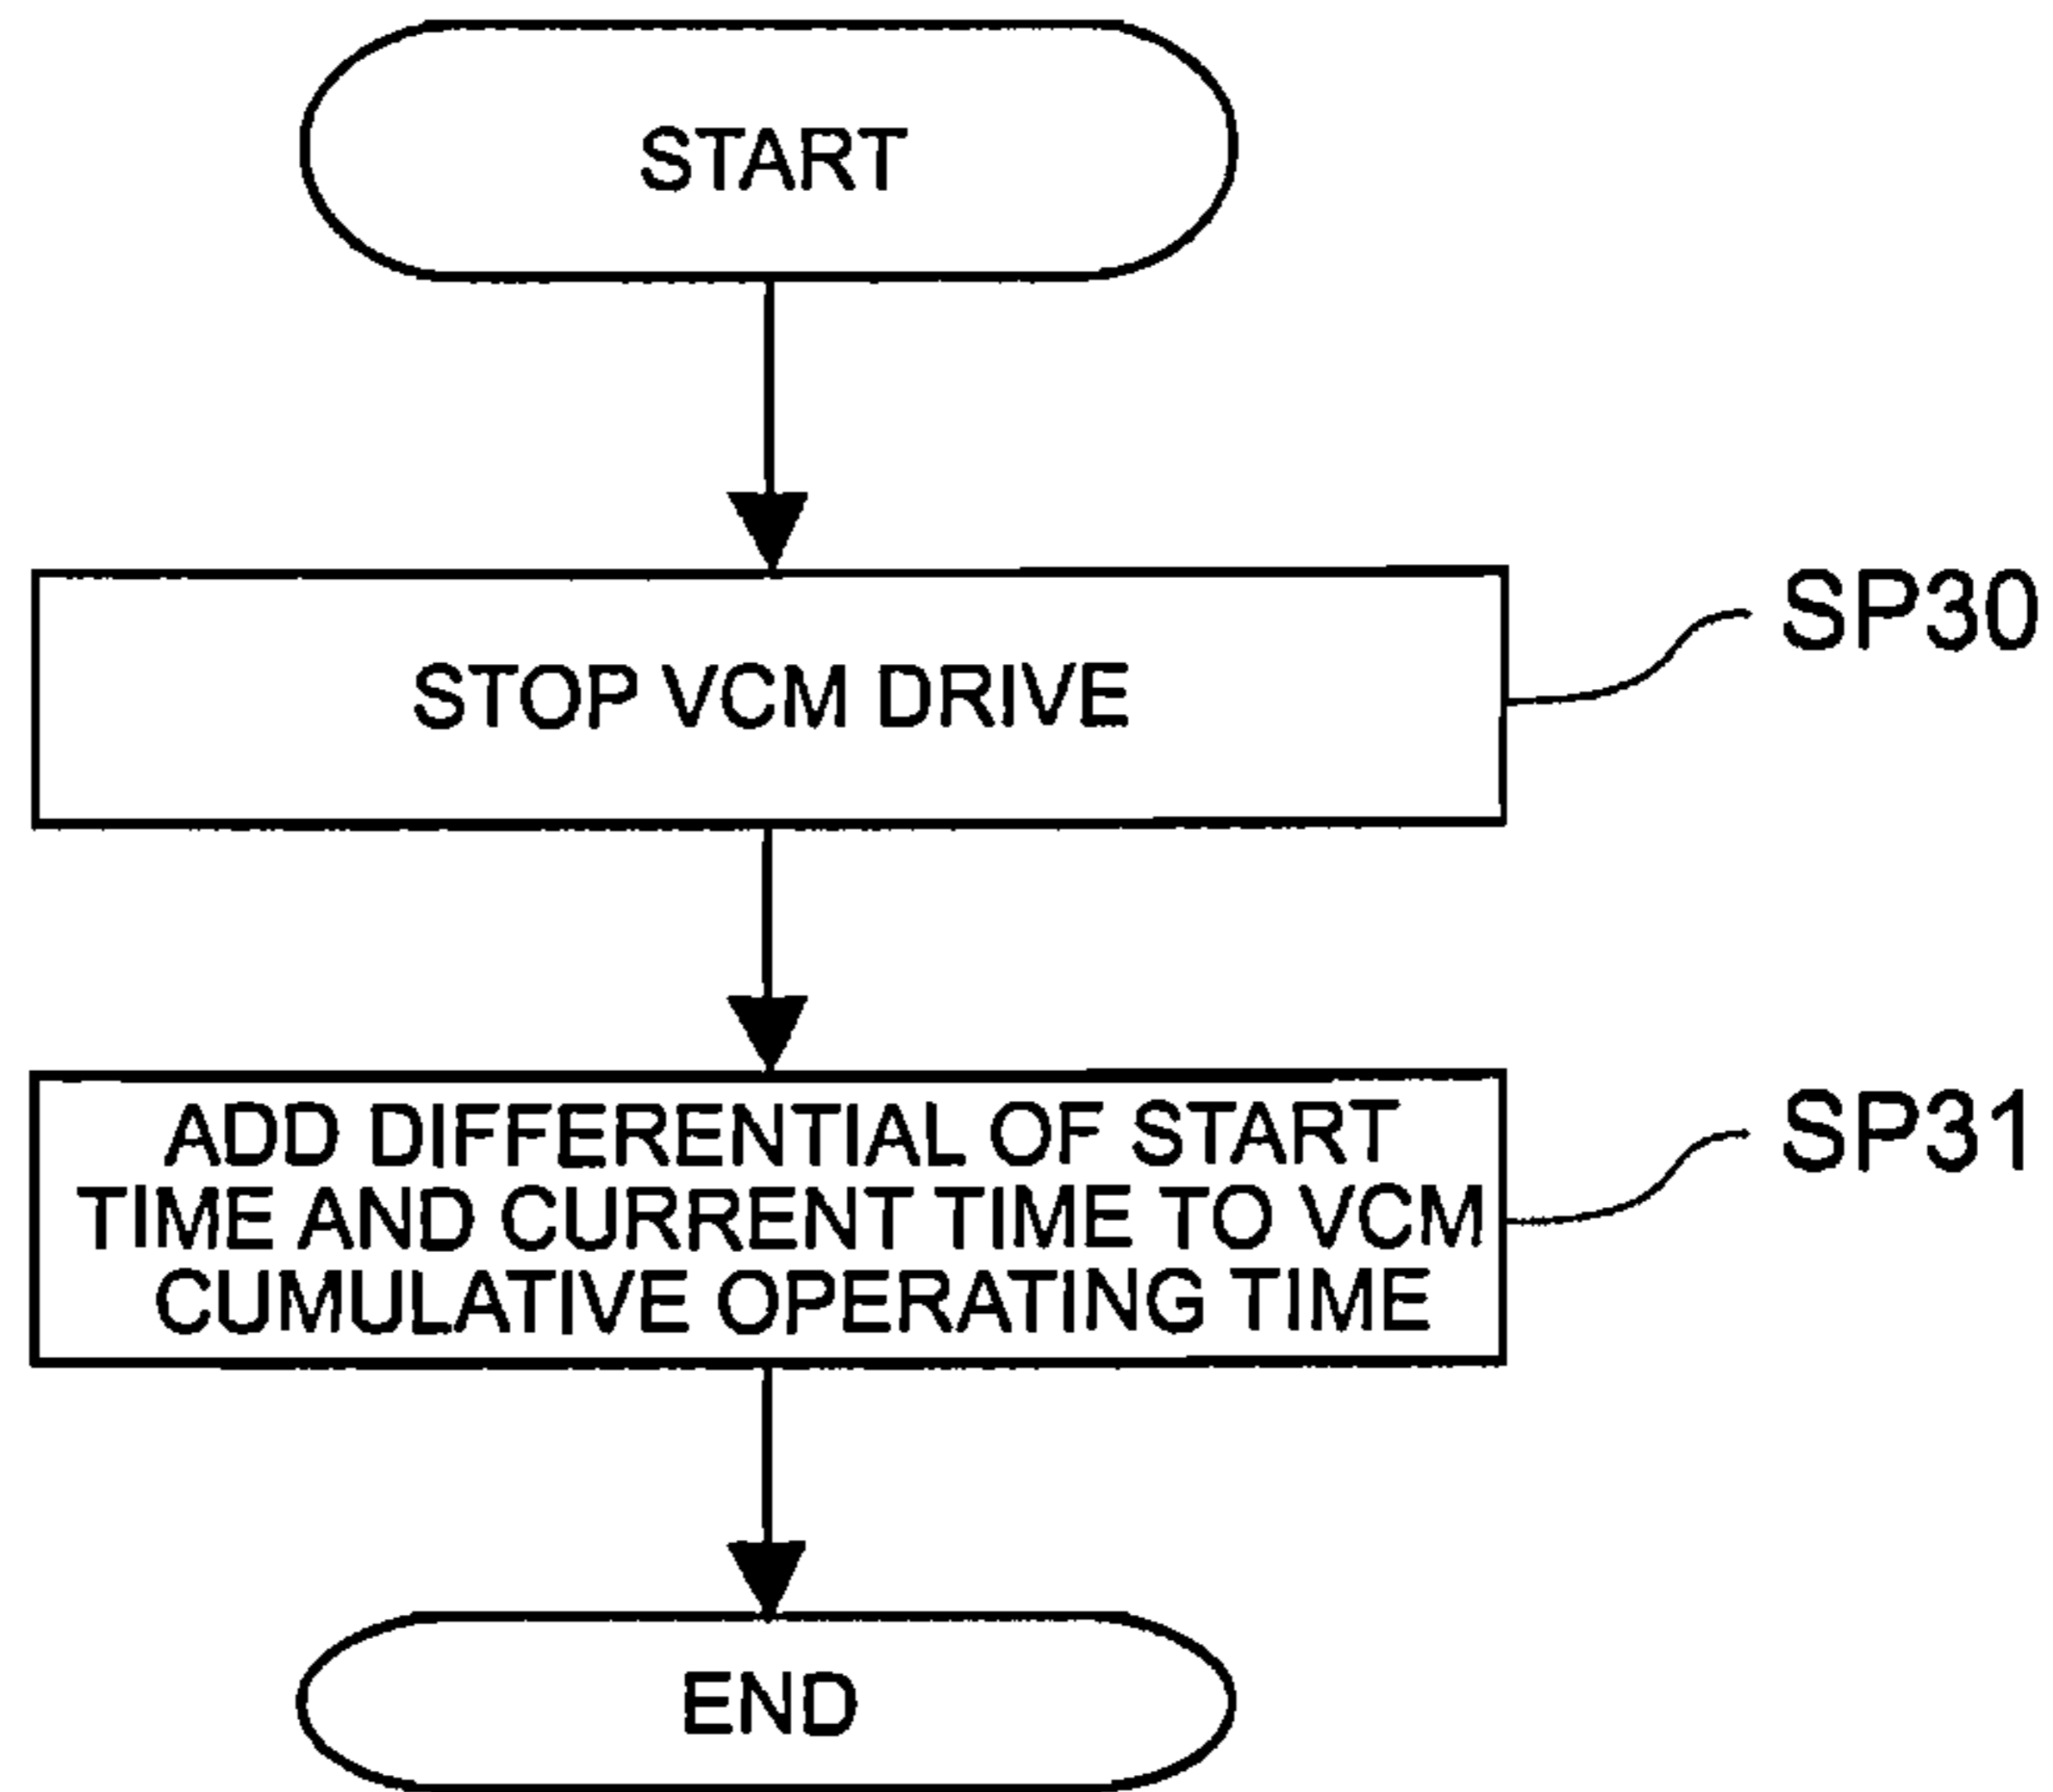 START
STOP VCM DRIVE
SP30
ADD DIFFERENTIAL OF START
TIME AND CURRENT TIME TO VCM
CUMULATIVE OPERATING TIME
SP31
END